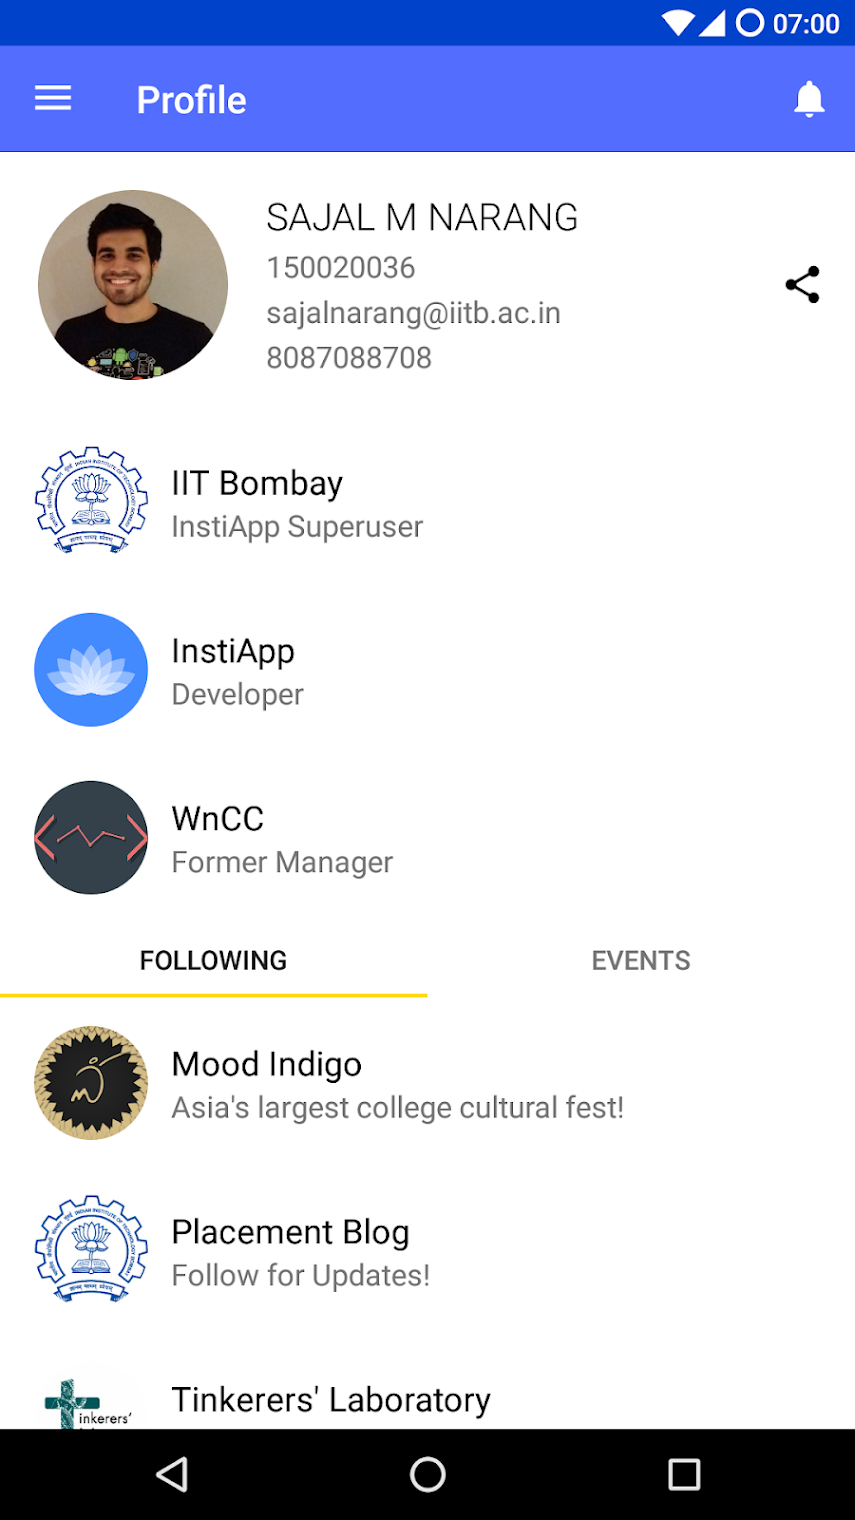 07:00
Profile
SAJAL M NARANG
150020036
sajalnarang@iitb.ac.in
8087088708
IIT Bombay
InstiApp Superuser
InstiApp
Developer
WnCC
Former Manager
FOLLOWING
EVENTS
Mood Indigo
Asia's largest college cultural fest!
Placement Blog
Follow for Updates!
Tinkerers' Laboratory
inkerers'